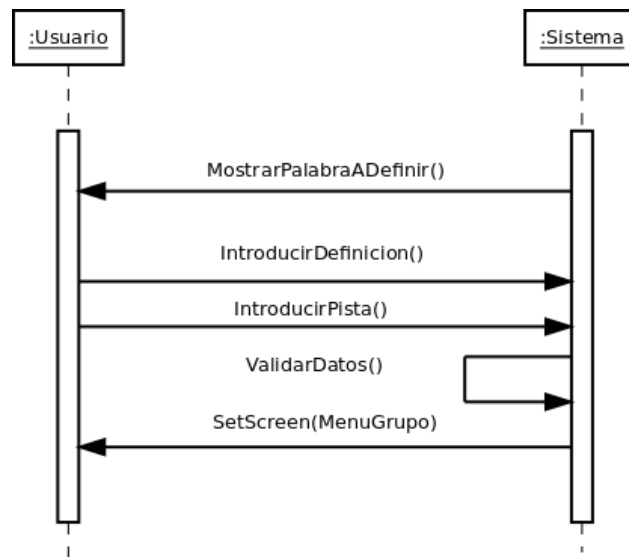 :Usuario
:Sistema
MostrarPalabraADefinir()
IntroducirDefinicion()
IntroducirPista()
ValidarDatos()
SetScreen(MenuGrupo)